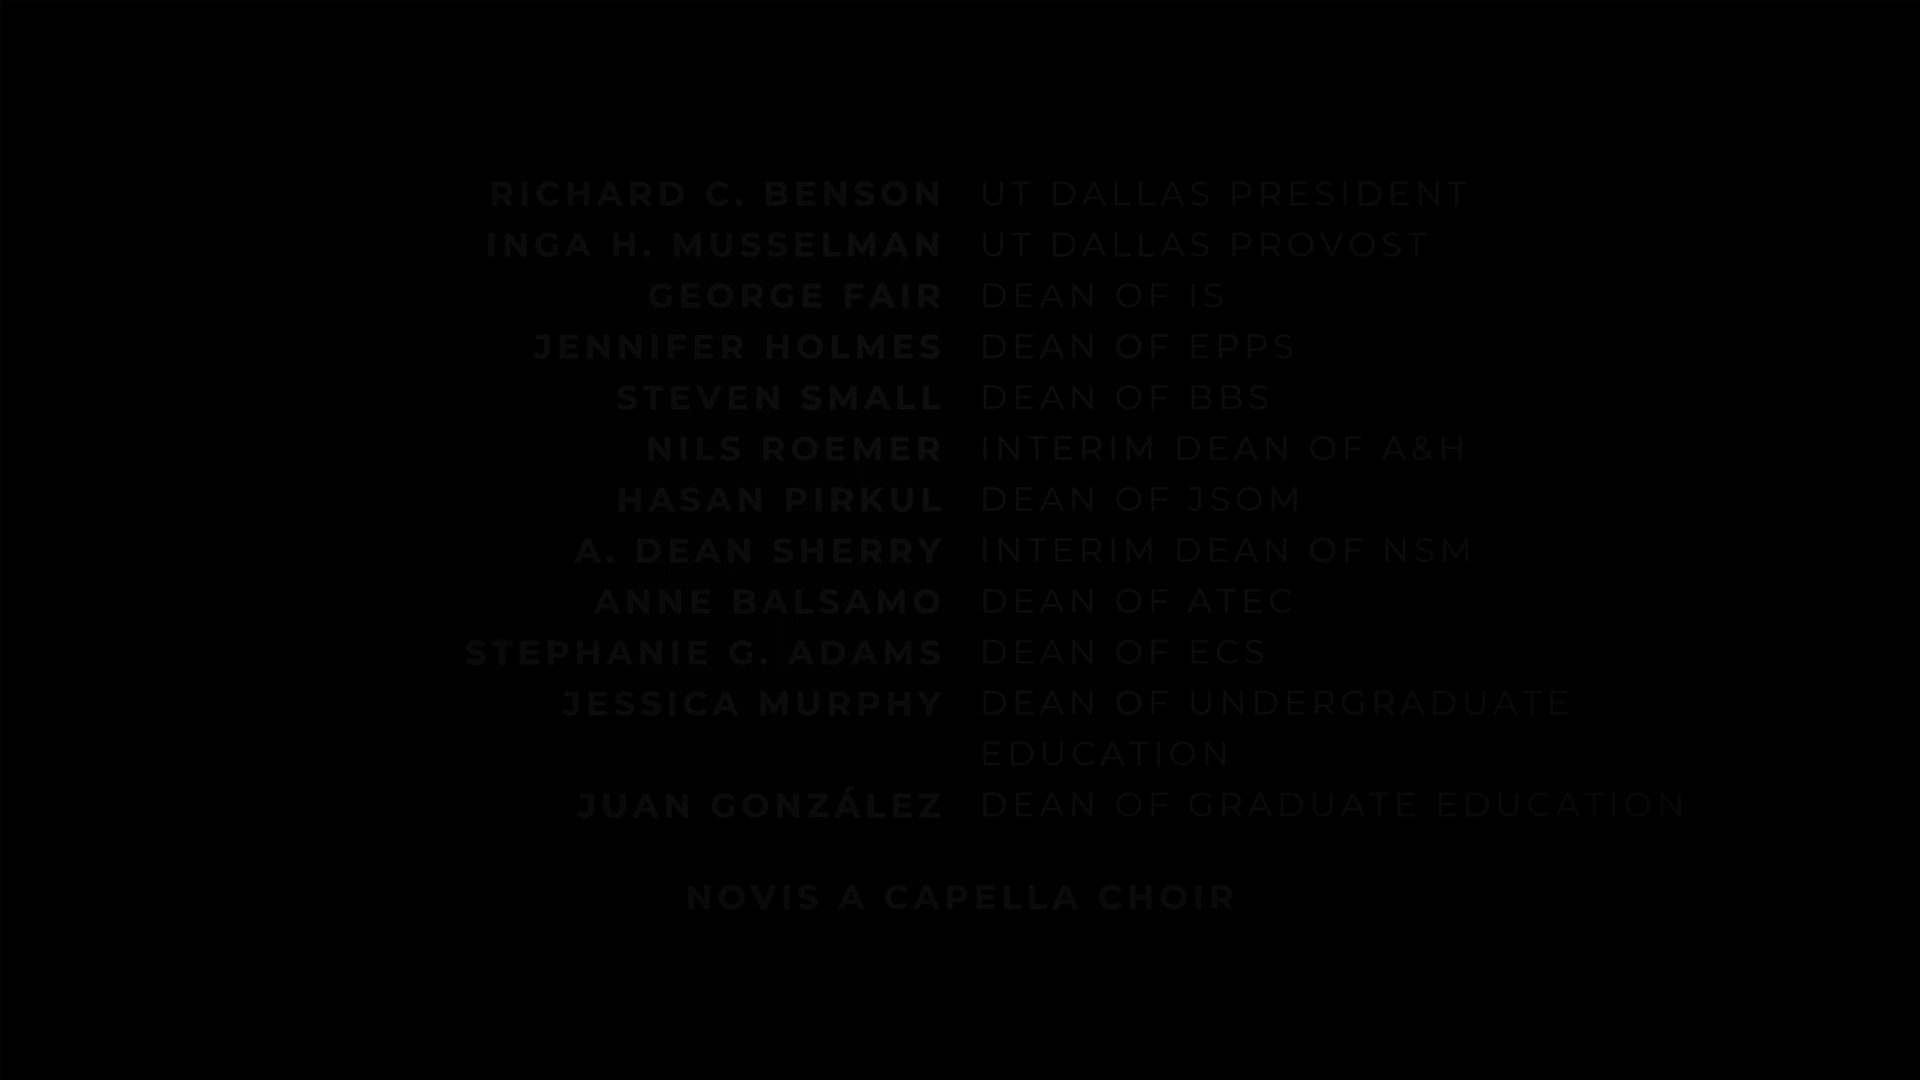 RICHARD C. BENSON UT DALLAS PRESIDENT
INGA H. MUSSELMAN UT DALLAS PROVOST
GEORGE FAIR DEAN OF IS
JENNIFER HOLMES DEAN OF EPPS
STEVEN SMALL DEAN OF BBS
NILS ROEMER INTERIM DEAN OF A&H
HASAN PIRKUL DEAN OF JSOM
A. DEAN SHERRY INTERIM DEAN OF NSM
ANNE BALSAMO DEAN OF ATEC
STEPHANIE G. ADAMS DEAN OF ECS
JESSICA MURPHY DEAN OF UNDERGRADUATE
EDUCATION
JUAN GONZÁLEZ DEAN OF GRADUATE EDUCATION
NOVIS A CAPELLA CHOIR